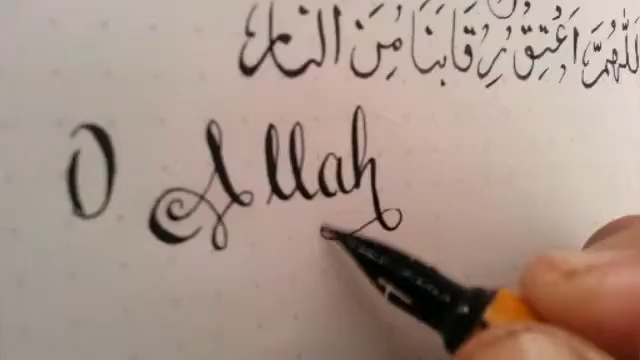 اللّٰهُمَّ اَعْتِقْ رِقَابَنَا مِنَ النَّارِ
O Allah